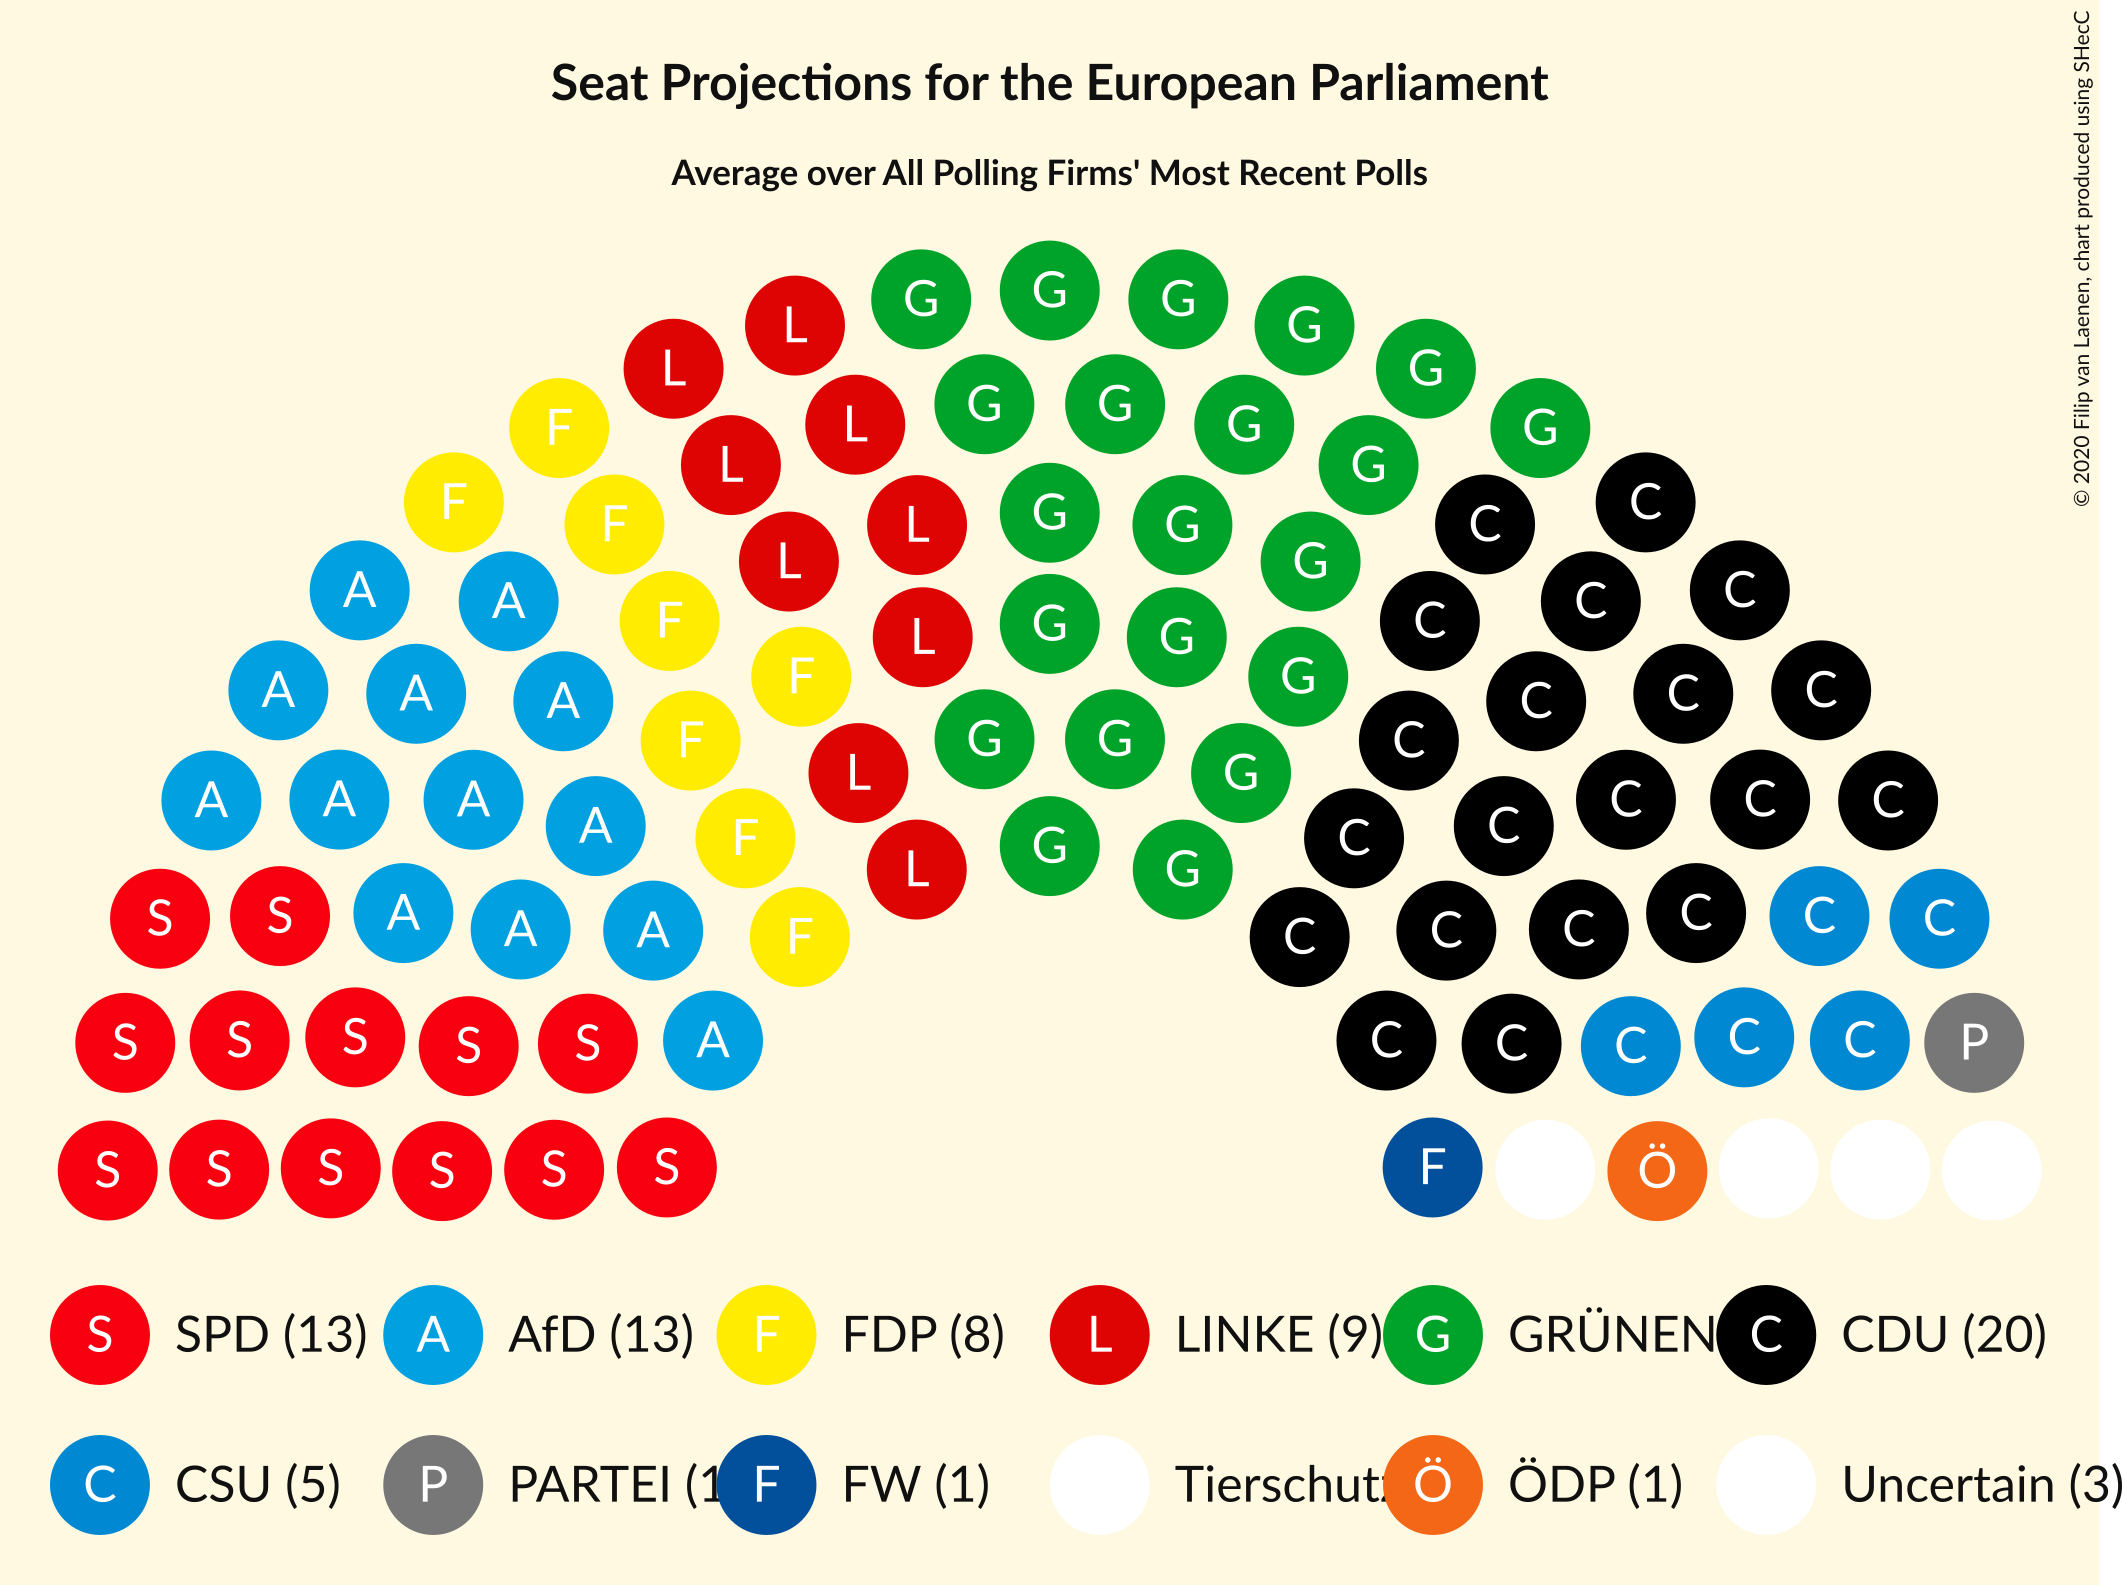 Seat Projections for the European Parliament
Average over All Polling Firms' Most Recent Polls
© 2020 Filip van Laenen, chart produced using SHecC
G G G G G G
L L
G G G G
L L
F F
G G G
L L
F
C C
G G G
L
F F
C C C
A A
G G G
L
F
C C C C
A A A
G G
L
F
C C C C C
A A A A
F
C C C C C C
S S A A A
S S S S S A
C C C C C P
S S S S S S
F Ö
S SPD (13) A AfD (13) F FDP (8) L LINKE (9) G GRÜNEN C CDU (20)
C CSU (5) P PARTEI (1 F FW (1) Tierschutz Ö ÖDP (1) Uncertain (3)